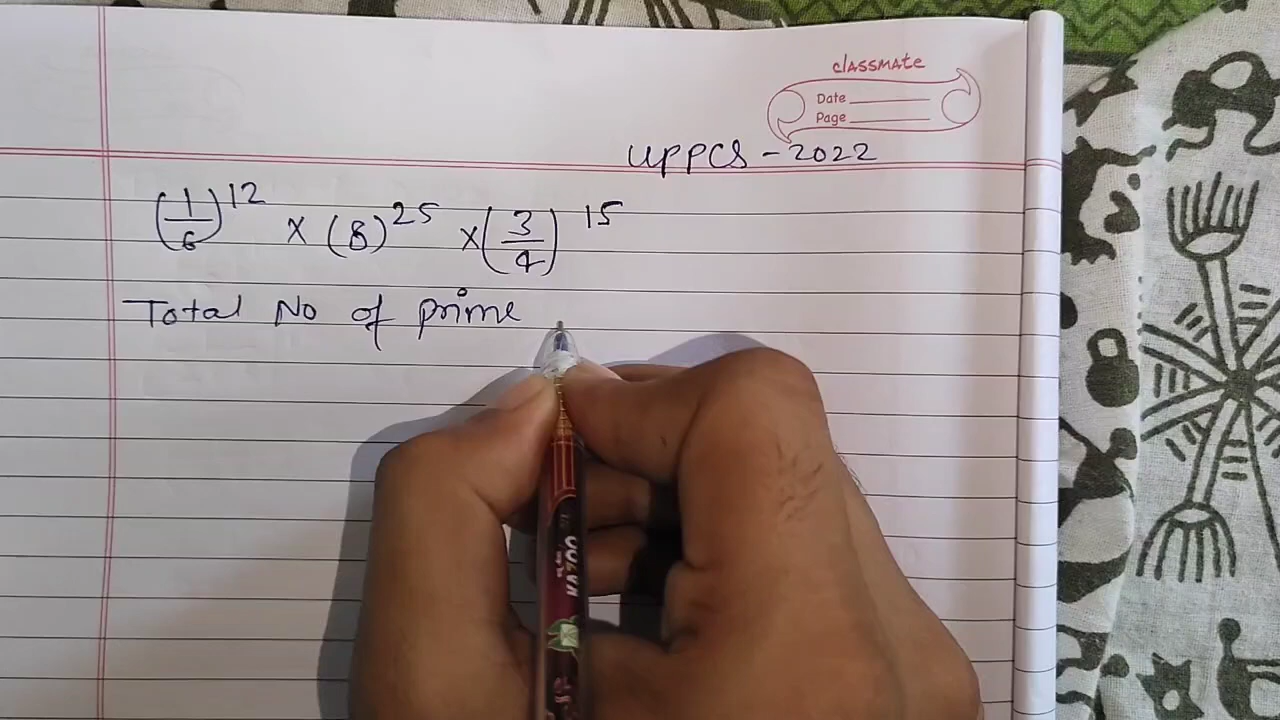 classmate
Date
Page
UPPCS - 2022
(1/6)^12 × (8)^25 × (3/4)^15
Total No of prime